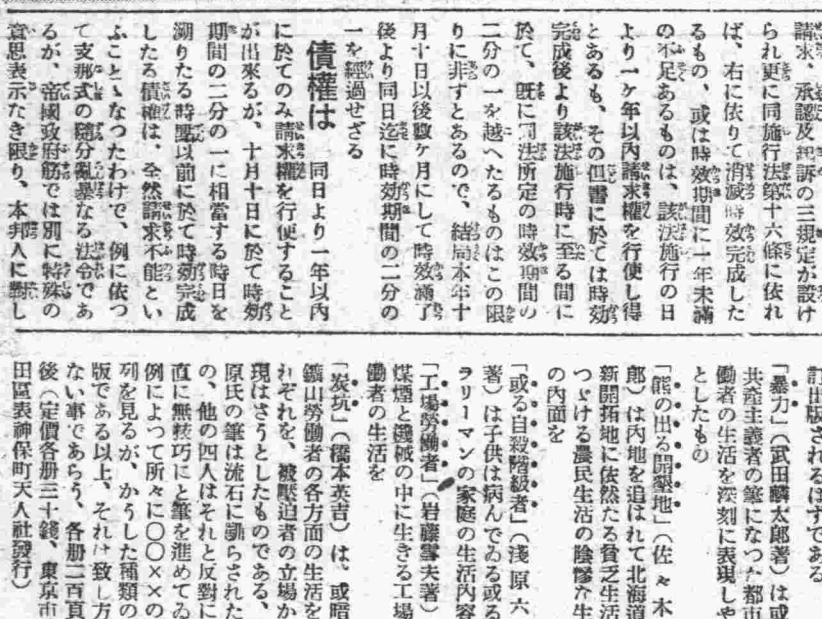 請求、承認及起訴の三規定が設け
られ更に同施行法第十六條に依れ
ば、右に依りて消滅時效完成した
るもの、或は時效期間に一年未滿
の不足あるものは、該法施行の日
より一ヶ年以內請求權を行使し得
とあるも、その但書に於ては時効
完成後より該法施行時に至る間に
於て、既に同法所定の時效期間の
二分の一を越へたるものはこの限
りに非ずとあるので、結局本年十
月十日以後數ヶ月にして時效滿了
後より同日迄に時効期間の二分の
一を經過せざる
債權は 同日より一年以內
に於てのみ請求權を行使すること
が出來るが、十月十日に於て時効
期間の二分の一に相當する時日を
溯りたる時以前に於て時効完成
したる債權は、全然請求不能とい
ふことゝなつたわけで、例に依つ
て支那式の隨分亂暴なる法令であ
るが、帝國政府筋では別に特殊の
意思表示なき限り、本邦人に對し
訂出版されるはずである
「暴力」(武田麟太郎著)は或
共產主義者の筆になつた都市
働者の生活を深刻に表現しや
としたもの
「熊の出る開墾地」(佐々木
郎)は內地を追はれて北海道
新開拓地に依然たる貧乏生活
つゞける農民生活の陰慘な生
の內面を
「或る自殺階級者」(淺原六
著)は子供は病んでゐる或る
ラリーマンの家庭の生活內容
「工場勞働者」(岩藤雪夫著)
煤煙と機械の中に生きる工場
働者の生活を
「炭坑」(橋本英吉)は、或暗
鑛山勞働者の各方面の生活を
れぞれを、被壓迫者の立場か
現はさうとしたものである、
原氏の筆は流石に訓らされた
の、他の四人はそれと反對に
直に無技巧にと筆を進めてゐ
例によつて所々に〇〇××の
列を見るが、かうした種類の
版である以上、それは致し方
ない事であらう、各册二百頁
後(定價各册三十錢、東京市
田區表神保町天人社發行)